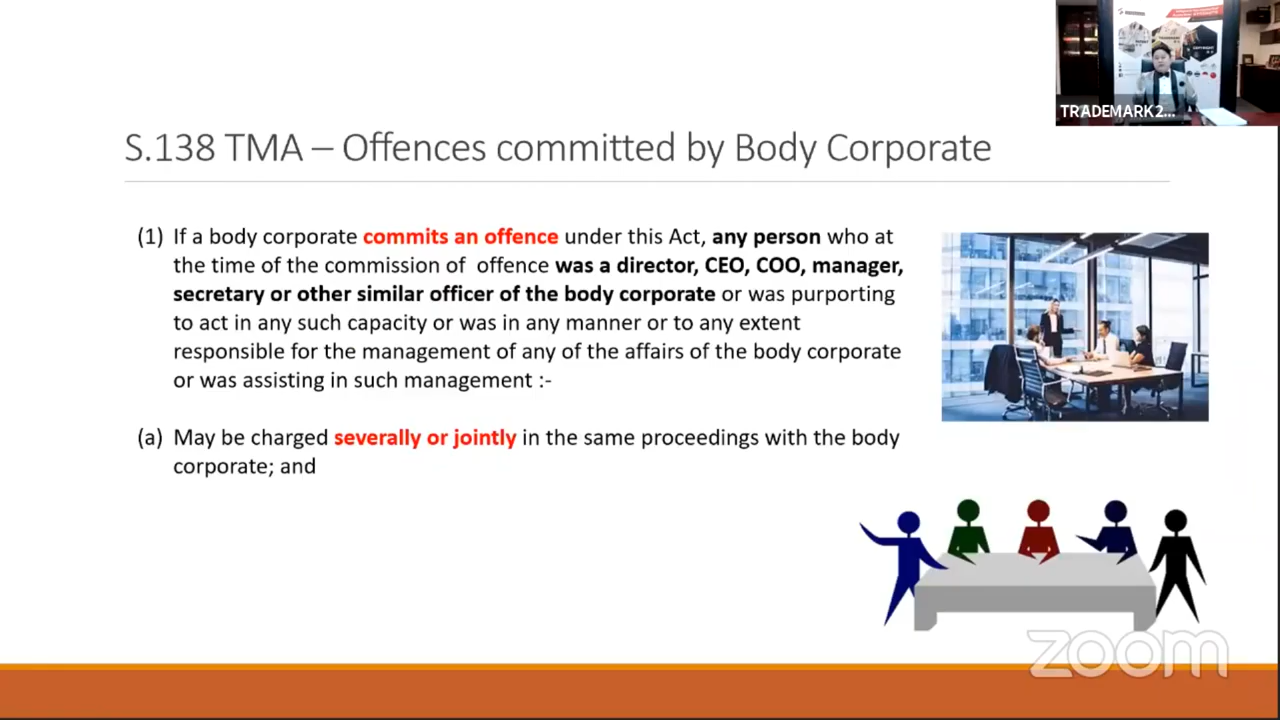 TRADEMARK2...
S.138 TMA – Offences committed by Body Corporate
(1) If a body corporate commits an offence under this Act, any person who at
the time of the commission of offence was a director, CEO, COO, manager,
secretary or other similar officer of the body corporate or was purporting
to act in any such capacity or was in any manner or to any extent
responsible for the management of any of the affairs of the body corporate
or was assisting in such management :-
(a) May be charged severally or jointly in the same proceedings with the body
corporate; and
zoom